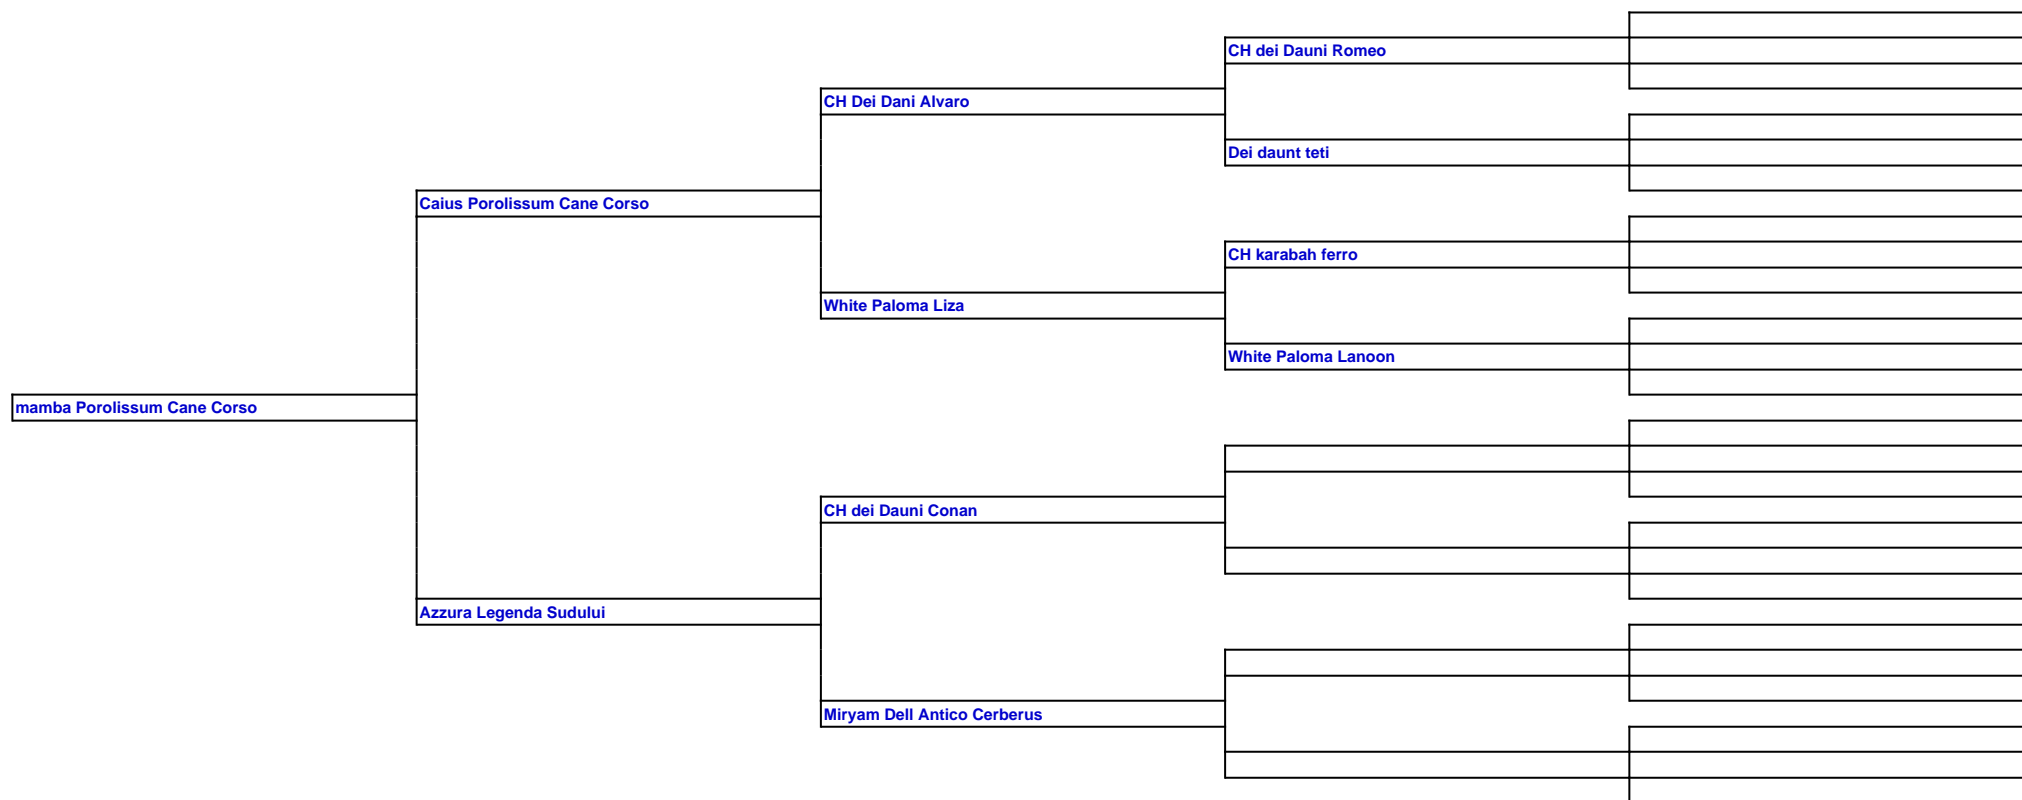 CH dei Dauni Romeo
CH Dei Dani Alvaro
Dei daunt teti
Caius Porolissum Cane Corso
CH karabah ferro
White Paloma Liza
White Paloma Lanoon
mamba Porolissum Cane Corso
CH dei Dauni Conan
Azzura Legenda Sudului
Miryam Dell Antico Cerberus